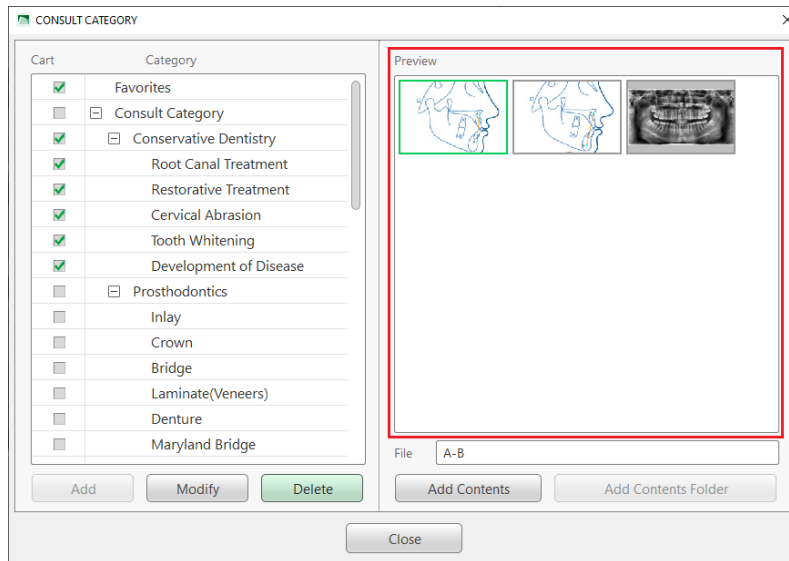 CONSULT CATEGORY
Cart Category
Favorites
Consult Category
Conservative Dentistry
Root Canal Treatment
Restorative Treatment
Cervical Abrasion
Tooth Whitening
Development of Disease
Prosthodontics
Inlay
Crown
Bridge
Laminate(Veneers)
Denture
Maryland Bridge
Add Modify Delete
Preview
File A-B
Add Contents Add Contents Folder
Close